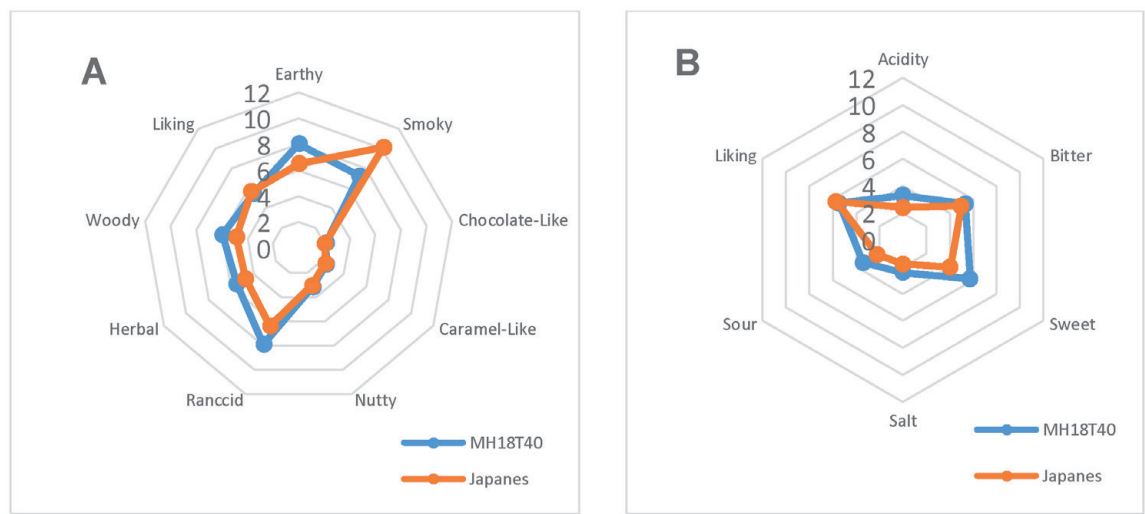 A
Earthy
12
10
8
6
4
2
0
Smoky
Chocolate-Like
Caramel-Like
Nutty
Ranccid
Herbal
Woody
Liking
MH18T40
Japanes
B
Acidity
12
10
8
6
4
2
0
Bitter
Sweet
Salt
Sour
Liking
MH18T40
Japanes